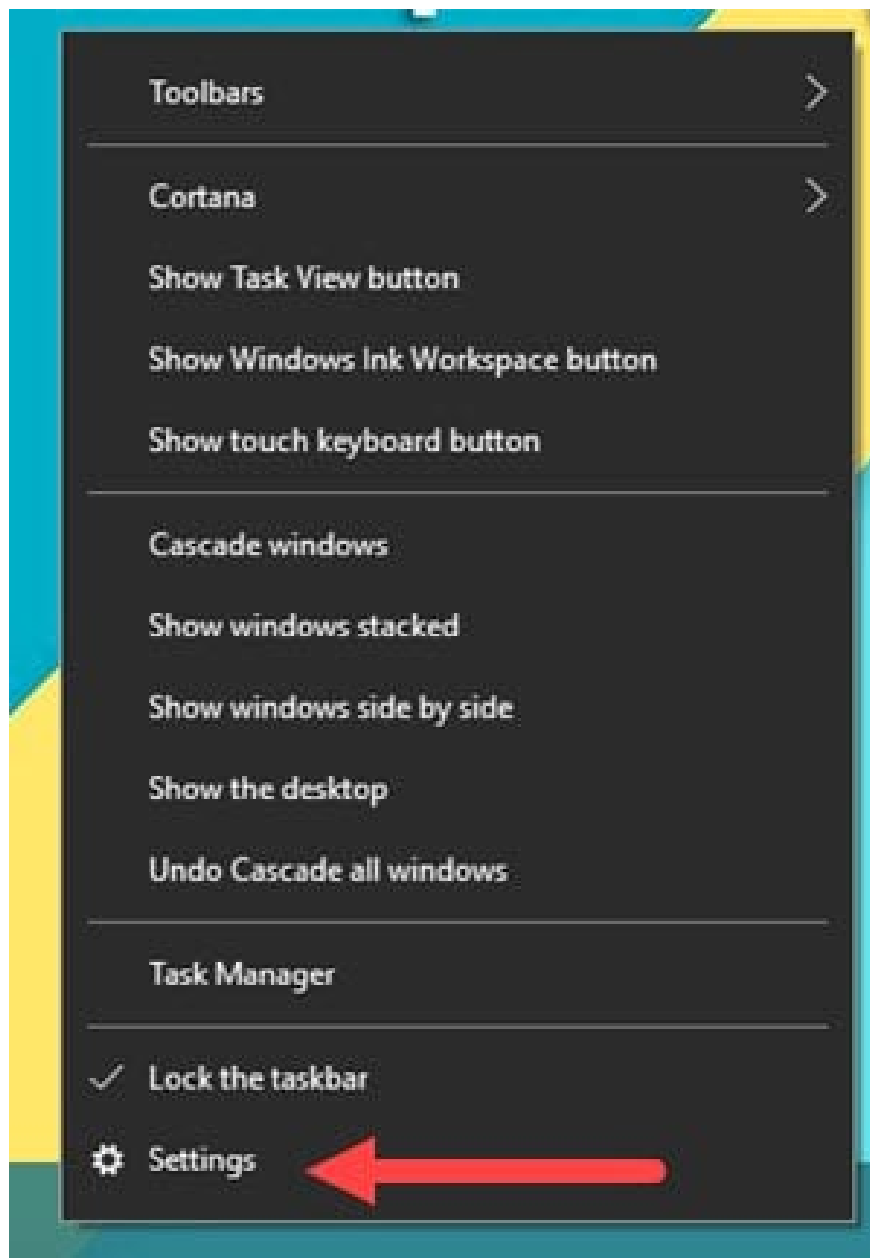 Toolbars
Cortana
Show Task View button
Show Windows Ink Workspace button
Show touch keyboard button
Cascade windows
Show windows stacked
Show windows side by side
Show the desktop
Undo Cascade all windows
Task Manager
Lock the taskbar
Settings